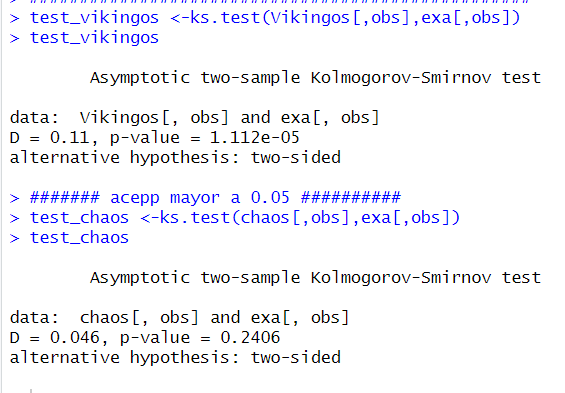 > test_vikingos <-ks.test(Vikingos[,obs],exa[,obs])
> test_vikingos
Asymptotic two-sample Kolmogorov-Smirnov test
data:  Vikingos[, obs] and exa[, obs]
D = 0.11, p-value = 1.112e-05
alternative hypothesis: two-sided
> ####### acepp mayor a 0.05 ##########
> test_chaos <-ks.test(chaos[,obs],exa[,obs])
> test_chaos
Asymptotic two-sample Kolmogorov-Smirnov test
data:  chaos[, obs] and exa[, obs]
D = 0.046, p-value = 0.2406
alternative hypothesis: two-sided